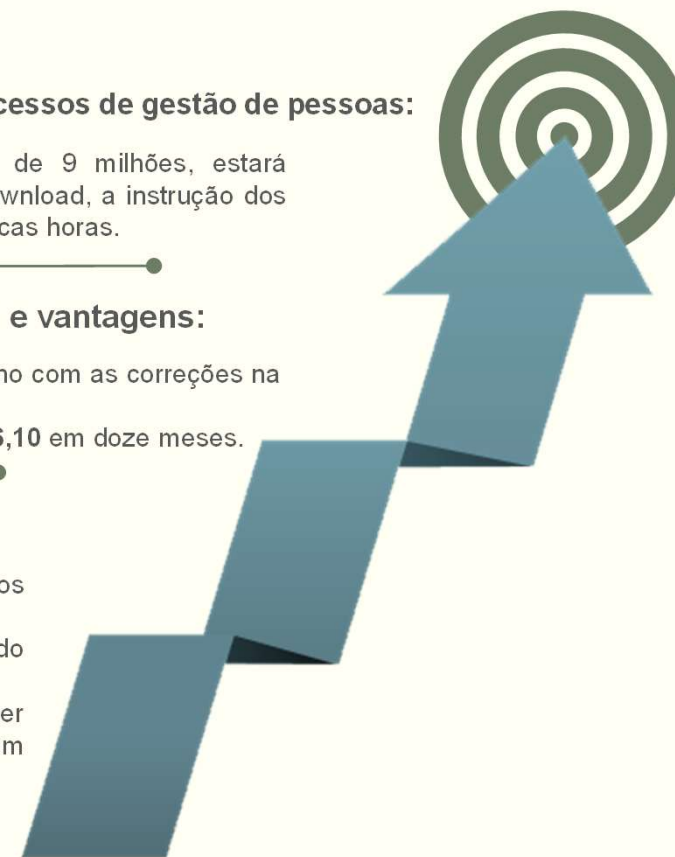 cessos de gestão de pessoas:
de 9 milhões, estará
wnload, a instrução dos
cas horas.
e vantagens:
no com as correções na
6,10 em doze meses.
os
do
er
m